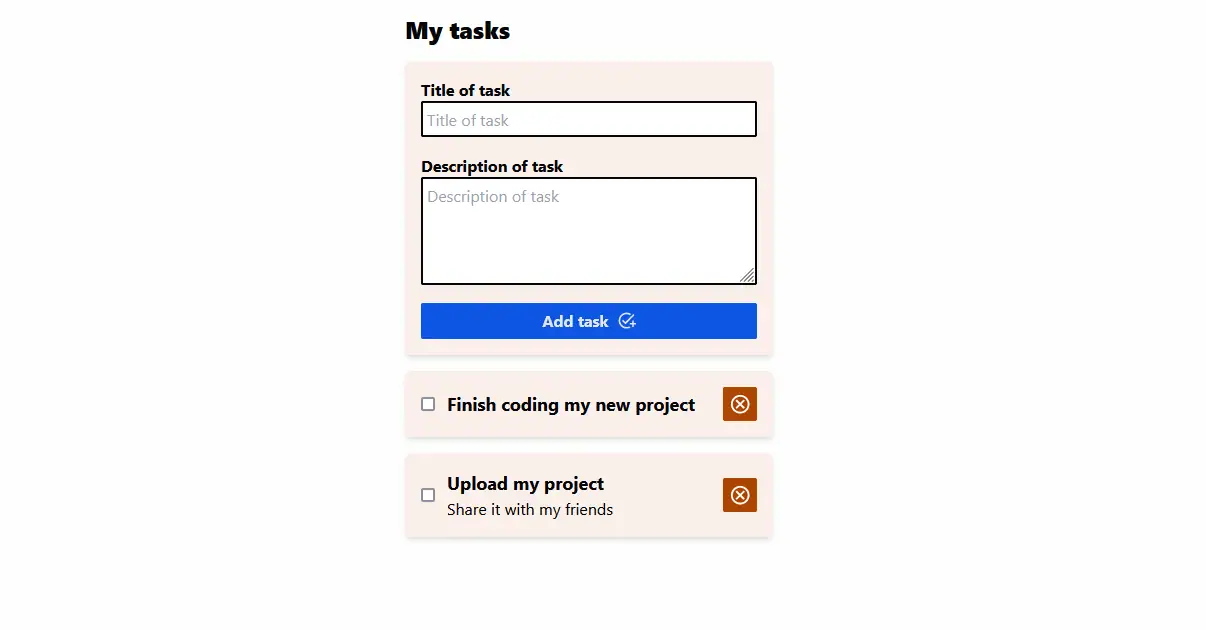 My tasks
Title of task
Title of task
Description of task
Description of task
Add task
Finish coding my new project
Upload my project
Share it with my friends